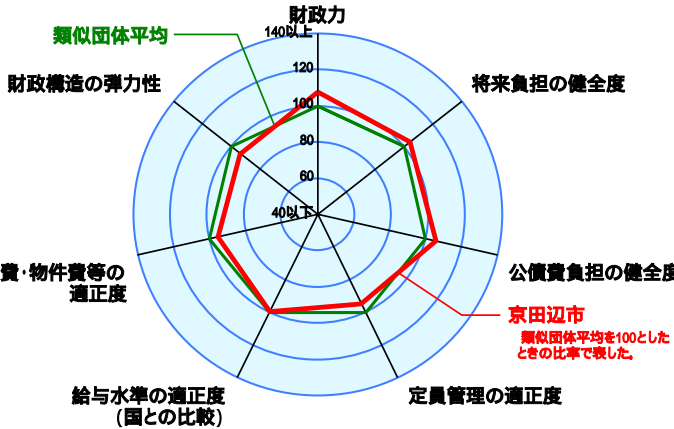 財政力
140以上
類似団体平均
120
財政構造の弾力性
将来負担の健全度
100
80
60
40以下
費・物件費等の
適正度
公債費負担の健全度
京田辺市
類似団体平均を100とした
ときの比率で表した。
給与水準の適正度
(国との比較)
定員管理の適正度